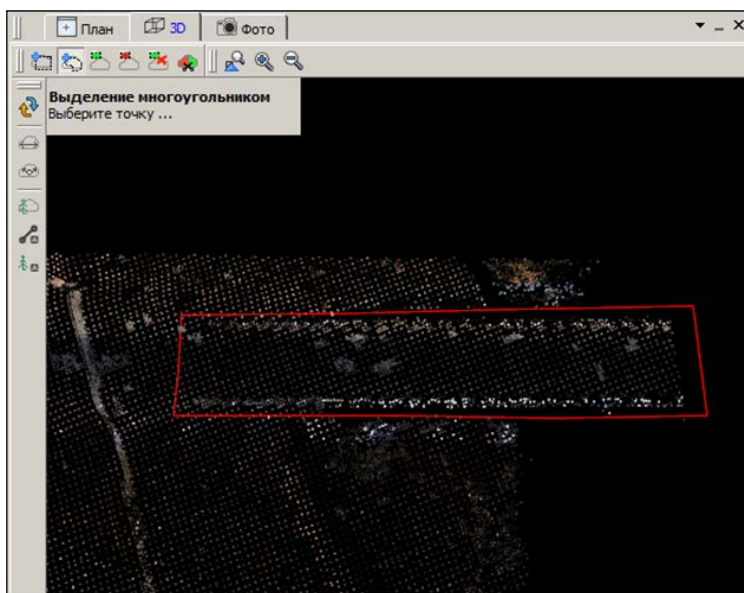 План 3D Фото
Выделение многоугольником
Выберите точку ...